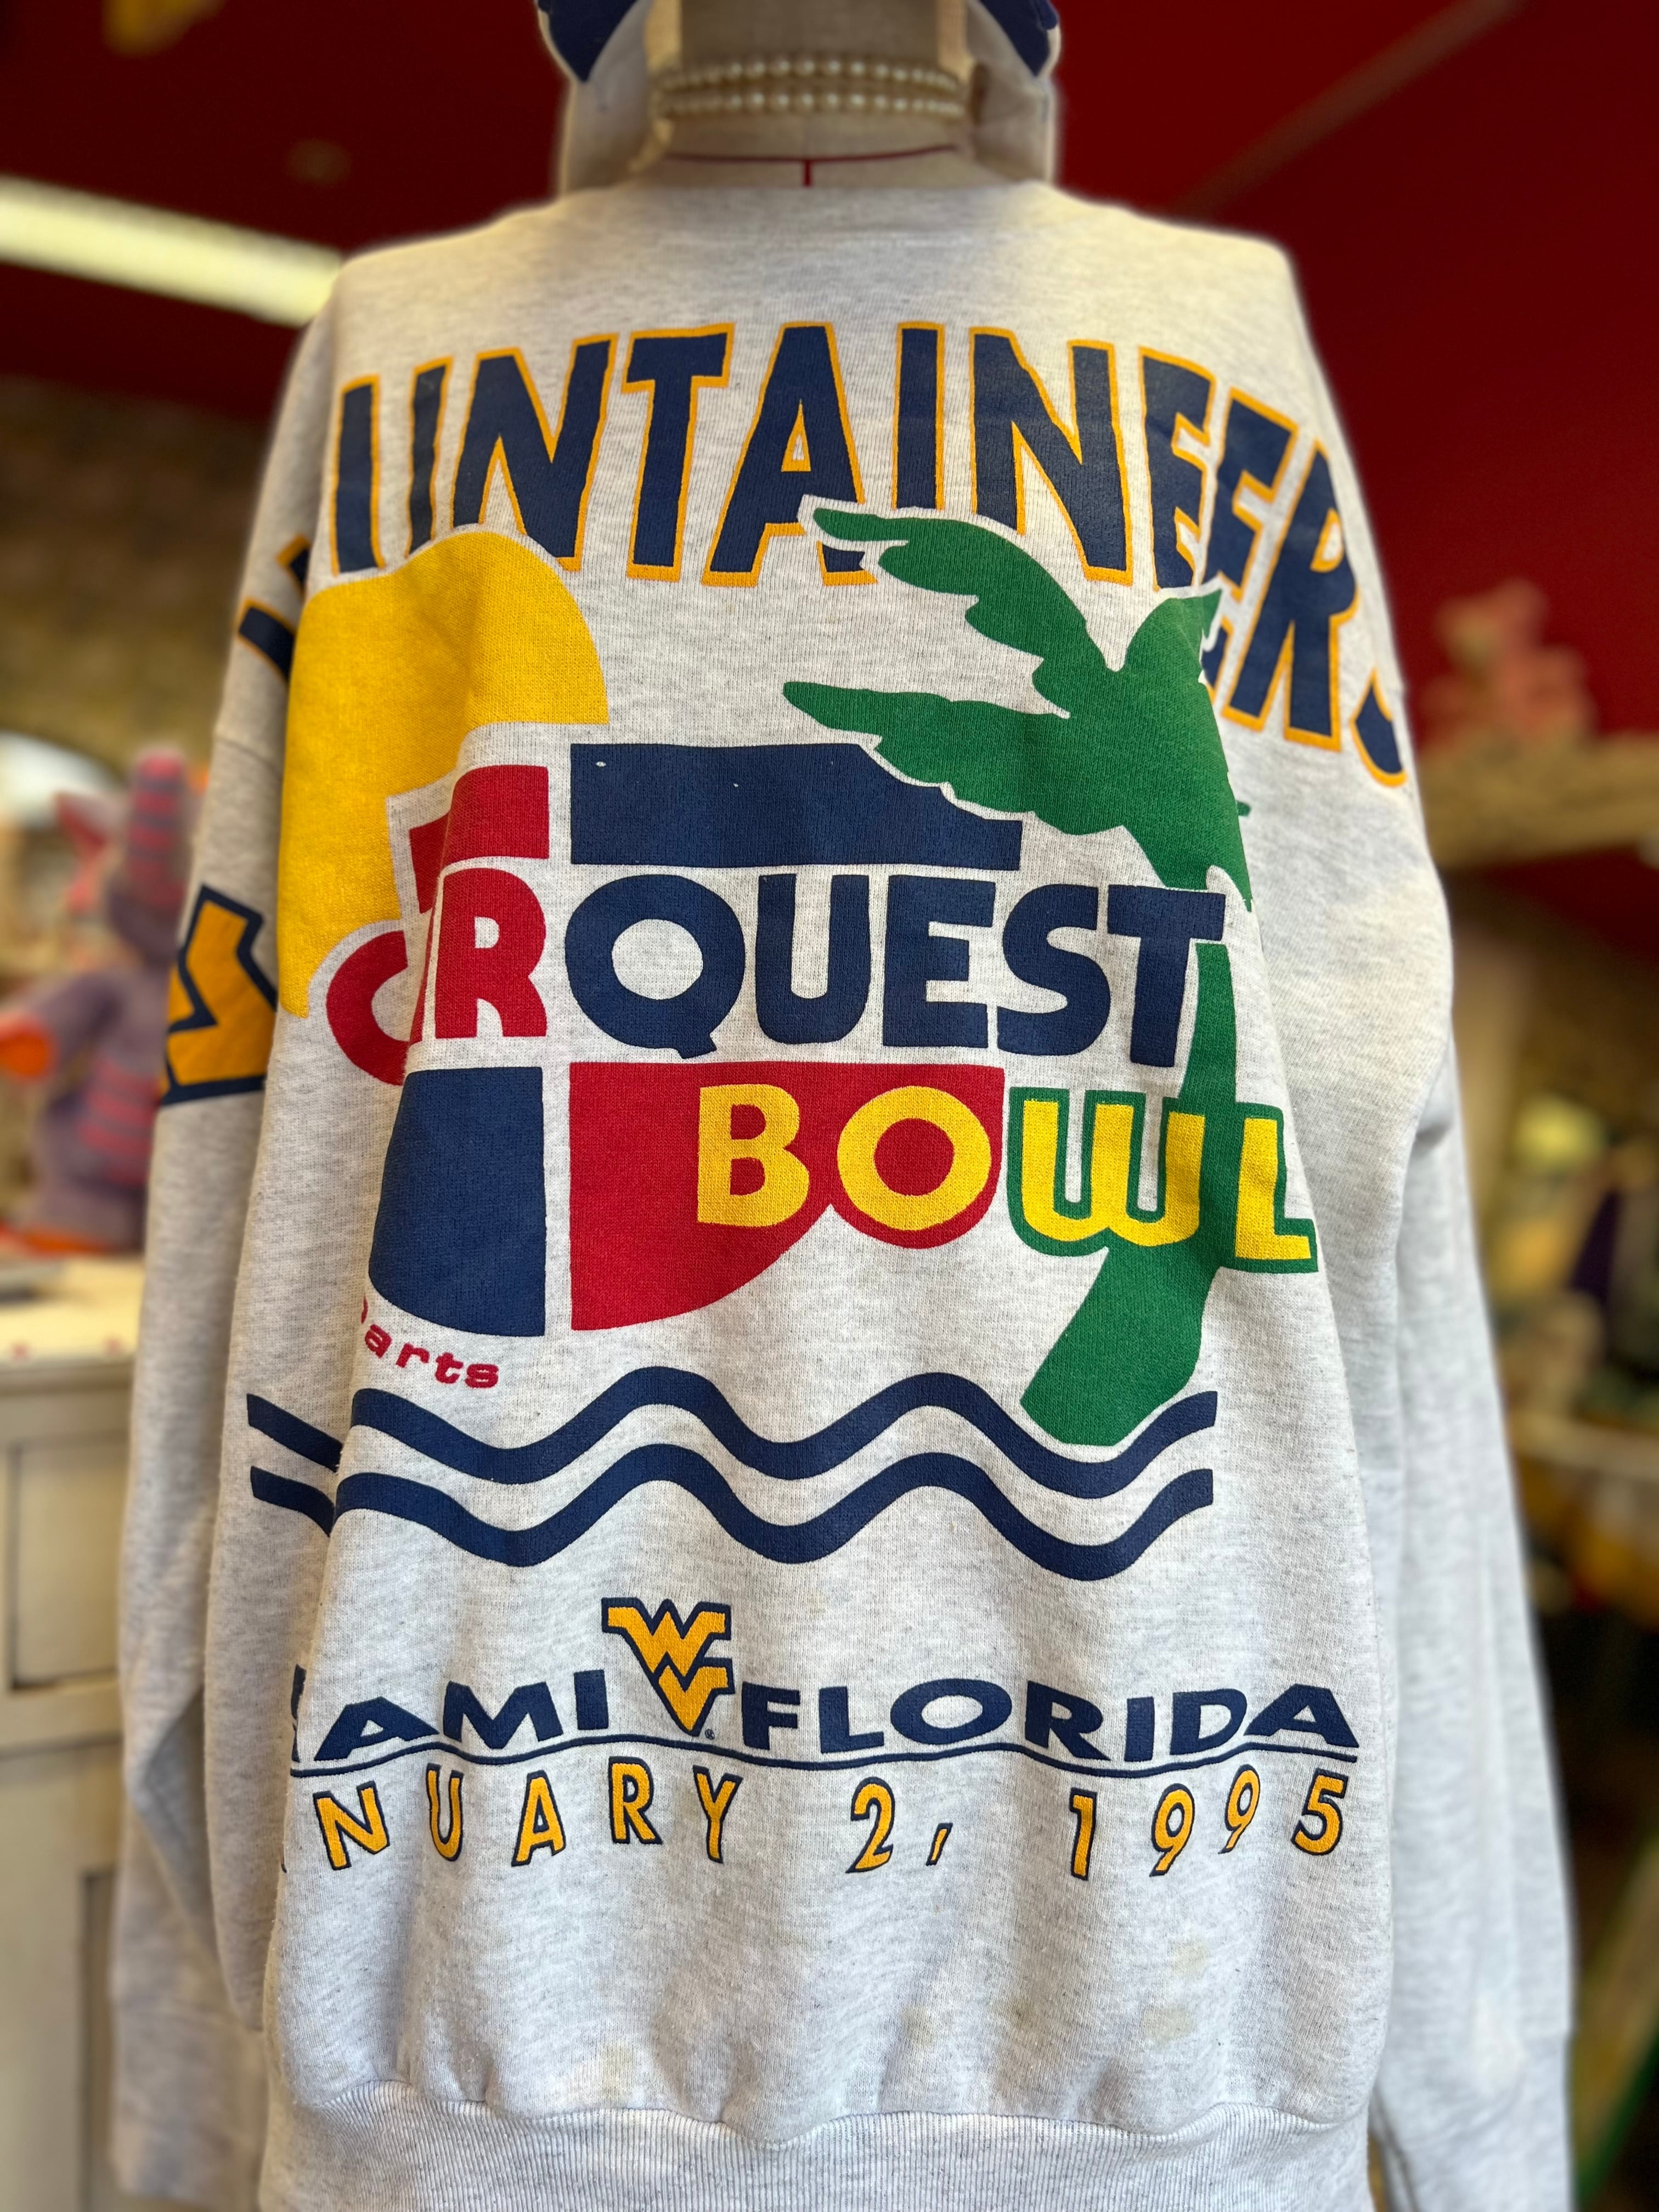 UNTAINEERS
CRQUEST
BOWL
arts
WV
AMI FLORIDA
NUARY 2, 1995